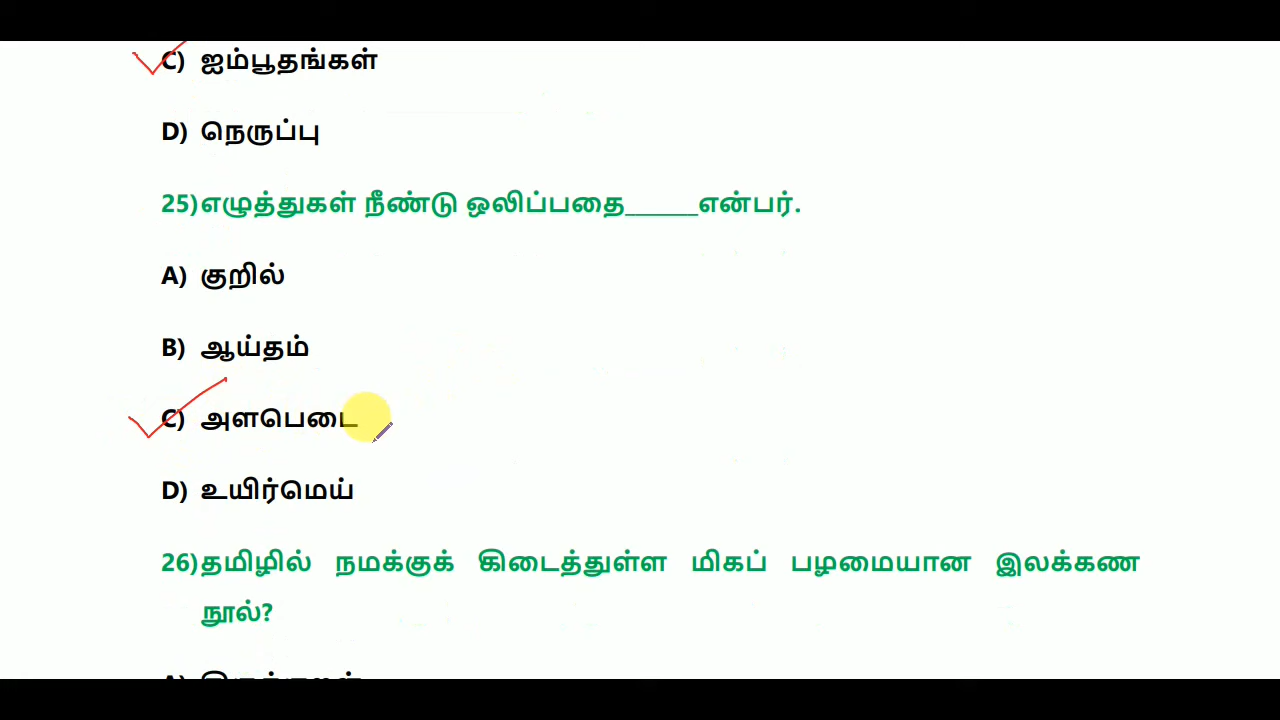 C) ஐம்பூதங்கள்
D) நெருப்பு
25)எழுத்துகள் நீண்டு ஒலிப்பதை______என்பர்.
A) குறில்
B) ஆய்தம்
C) அளபெடை
D) உயிர்மெய்
26)தமிழில் நமக்குக் கிடைத்துள்ள மிகப் பழமையான இலக்கண
நூல்?
A)